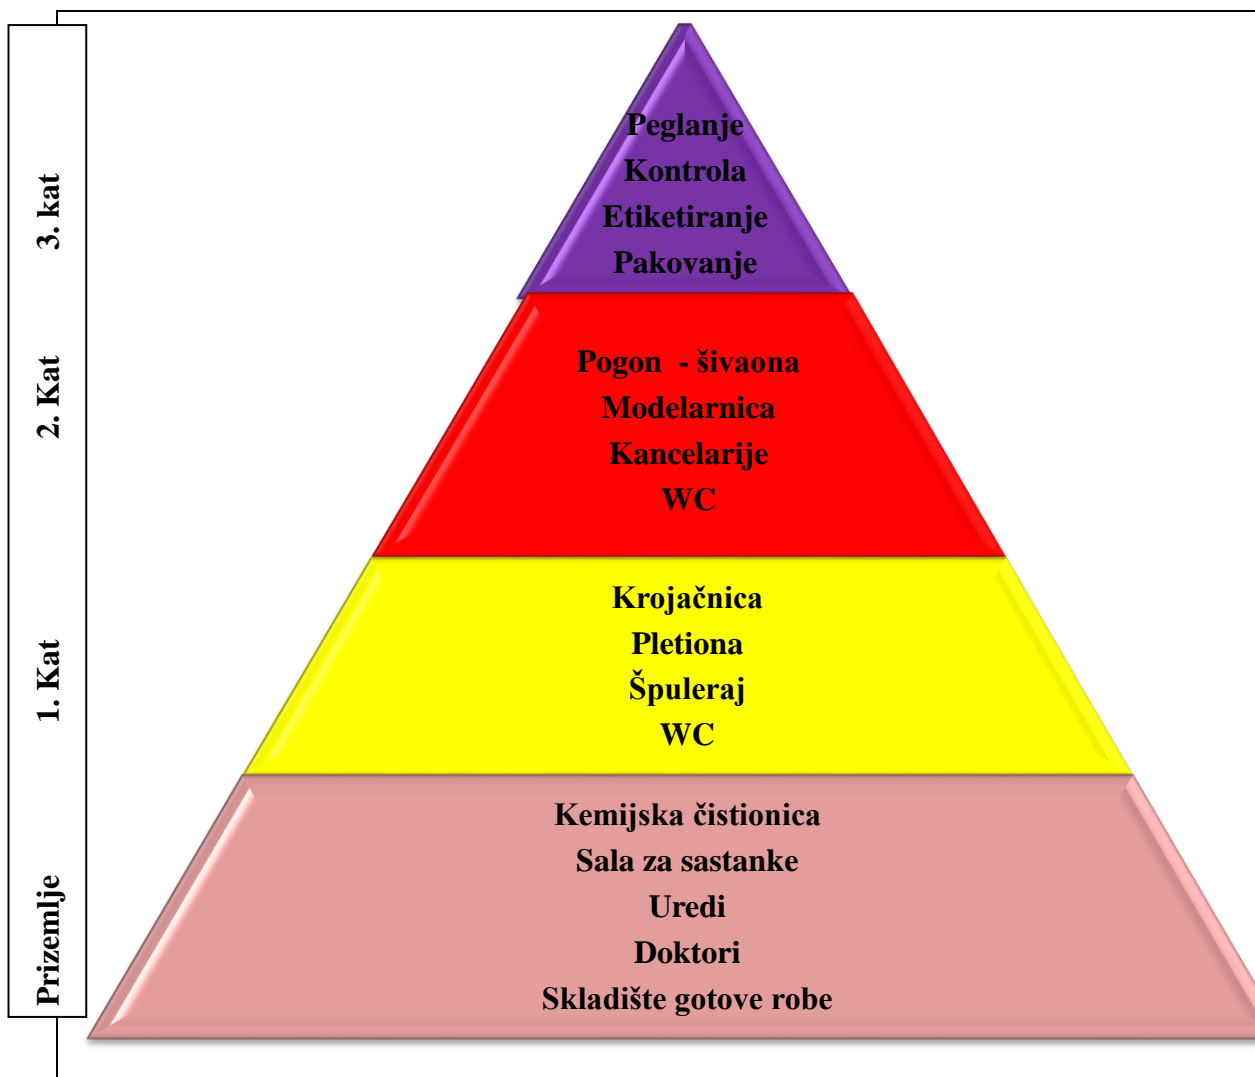 3. kat
Peglanje
Kontrola
Etiketiranje
Pakovanje
2. Kat
Pogon  - šivaona
Modelarnica
Kancelarije
WC
1. Kat
Krojačnica
Pletiona
Špuleraj
WC
Prizemlje
Kemijska čistionica
Sala za sastanke
Uredi
Doktori
Skladište gotove robe